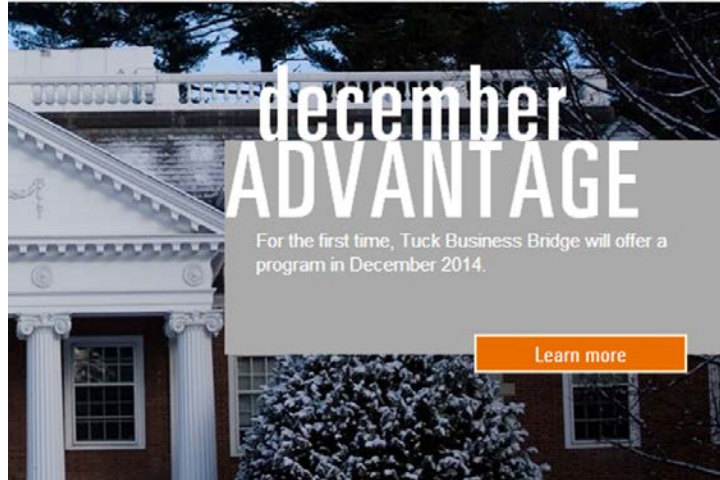 december
ADVANTAGE
For the first time, Tuck Business Bridge will offer a
program in December 2014.
Learn more